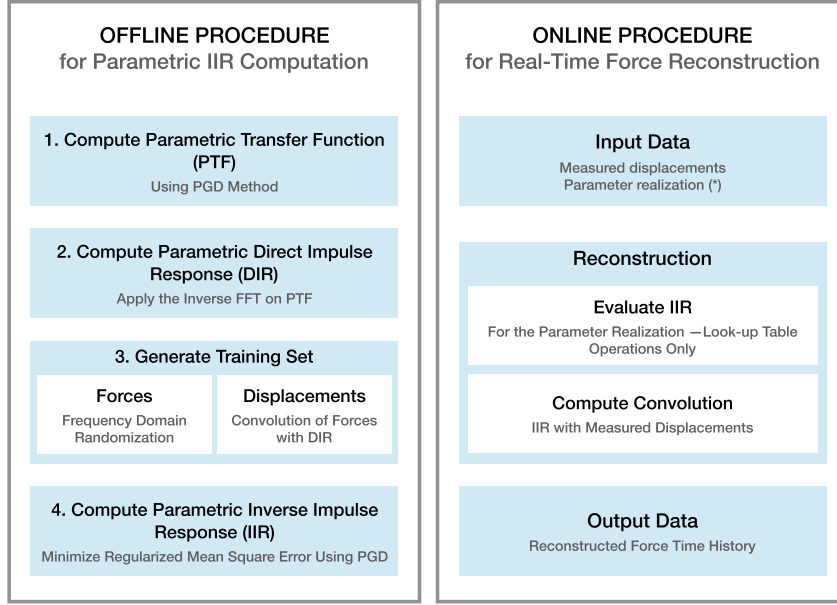 OFFLINE PROCEDURE
for Parametric IIR Computation
1. Compute Parametric Transfer Function
(PTF)
Using PGD Method
2. Compute Parametric Direct Impulse
Response (DIR)
Apply the Inverse FFT on PTF
3. Generate Training Set
Forces
Frequency Domain
Randomization
Displacements
Convolution of Forces
with DIR
4. Compute Parametric Inverse Impulse
Response (IIR)
Minimize Regularized Mean Square Error Using PGD
ONLINE PROCEDURE
for Real-Time Force Reconstruction
Input Data
Measured displacements
Parameter realization (*)
Reconstruction
Evaluate IIR
For the Parameter Realization —Look-up Table
Operations Only
Compute Convolution
IIR with Measured Displacements
Output Data
Reconstructed Force Time History